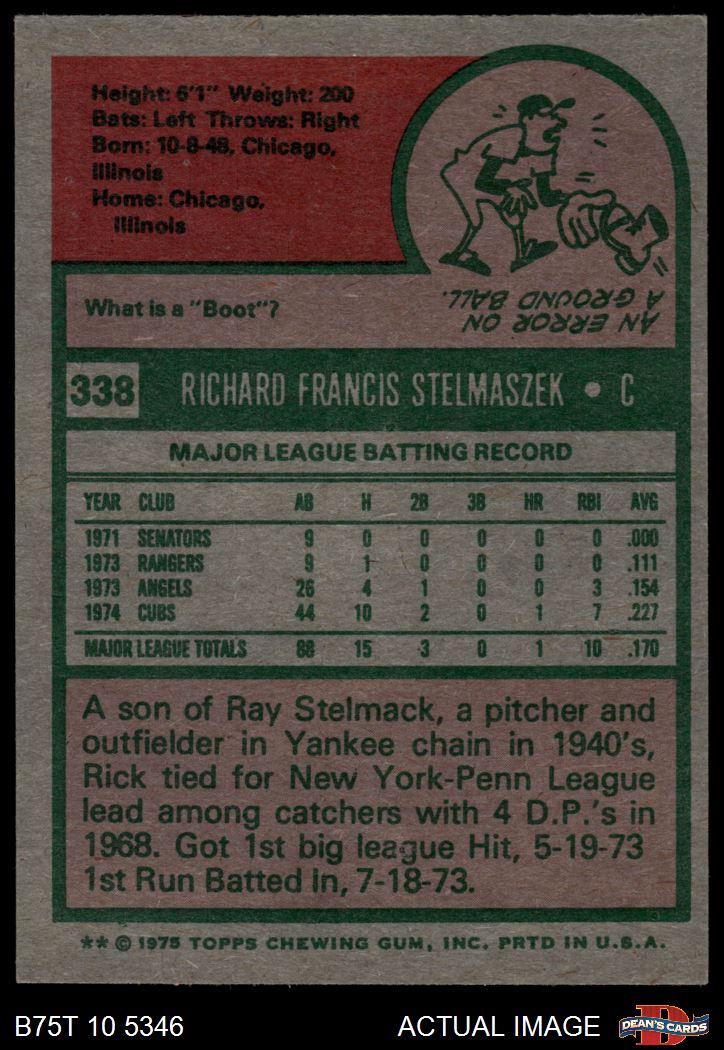 Height: 6'1" Weight: 200
Bats: Left Throws: Right
Born: 10-8-48, Chicago,
Illinois
Home: Chicago,
Illinois
What is a "Boot"?
AN ERROR ON
A GROUND BALL.
338 RICHARD FRANCIS STELMASZEK • C
MAJOR LEAGUE BATTING RECORD
YEAR CLUB AB H 2B 3B HR RBI AVG
1971 SENATORS 9 0 0 0 0 0 .000
1973 RANGERS 9 1 0 0 0 0 .111
1973 ANGELS 26 4 1 0 0 3 .154
1974 CUBS 44 10 2 0 1 7 .227
MAJOR LEAGUE TOTALS 88 15 3 0 1 10 .170
A son of Ray Stelmack, a pitcher and
outfielder in Yankee chain in 1940's,
Rick tied for New York-Penn League
lead among catchers with 4 D.P.'s in
1968. Got 1st big league Hit, 5-19-73
1st Run Batted In, 7-18-73.
** © 1975 TOPPS CHEWING GUM, INC. PRTD IN U.S.A.
B75T 10 5346 ACTUAL IMAGE DEAN'S CARDS